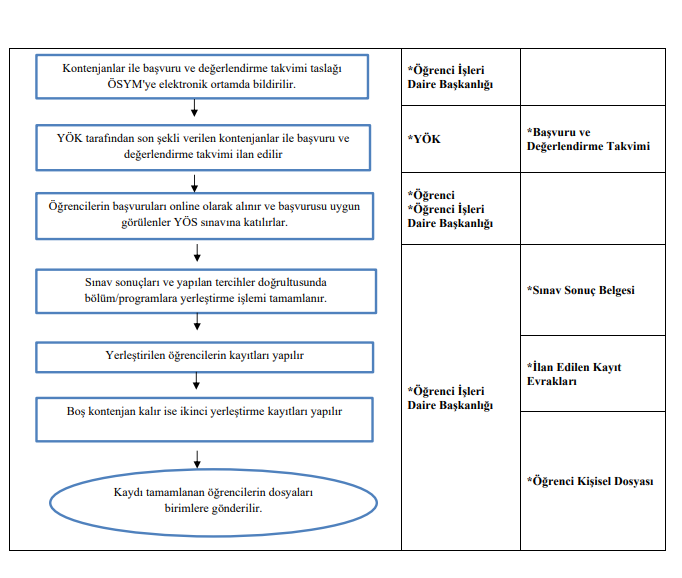 Kontenjanlar ile başvuru ve değerlendirme takvimi taslağı
ÖSYM'ye elektronik ortamda bildirilir.
*Öğrenci İşleri
Daire Başkanlığı
YÖK tarafından son şekli verilen kontenjanlar ile başvuru ve
değerlendirme takvimi ilan edilir
*YÖK
*Başvuru ve
Değerlendirme Takvimi
Öğrencilerin başvuruları online olarak alınır ve başvurusu uygun
görülenler YÖS sınavına katılırlar.
*Öğrenci
*Öğrenci İşleri
Daire Başkanlığı
Sınav sonuçları ve yapılan tercihler doğrultusunda
bölüm/programlara yerleştirme işlemi tamamlanır.
*Sınav Sonuç Belgesi
Yerleştirilen öğrencilerin kayıtları yapılır
*İlan Edilen Kayıt
Evrakları
*Öğrenci İşleri
Daire Başkanlığı
Boş kontenjan kalır ise ikinci yerleştirme kayıtları yapılır
Kaydı tamamlanan öğrencilerin dosyaları
birimlere gönderilir.
*Öğrenci Kişisel Dosyası